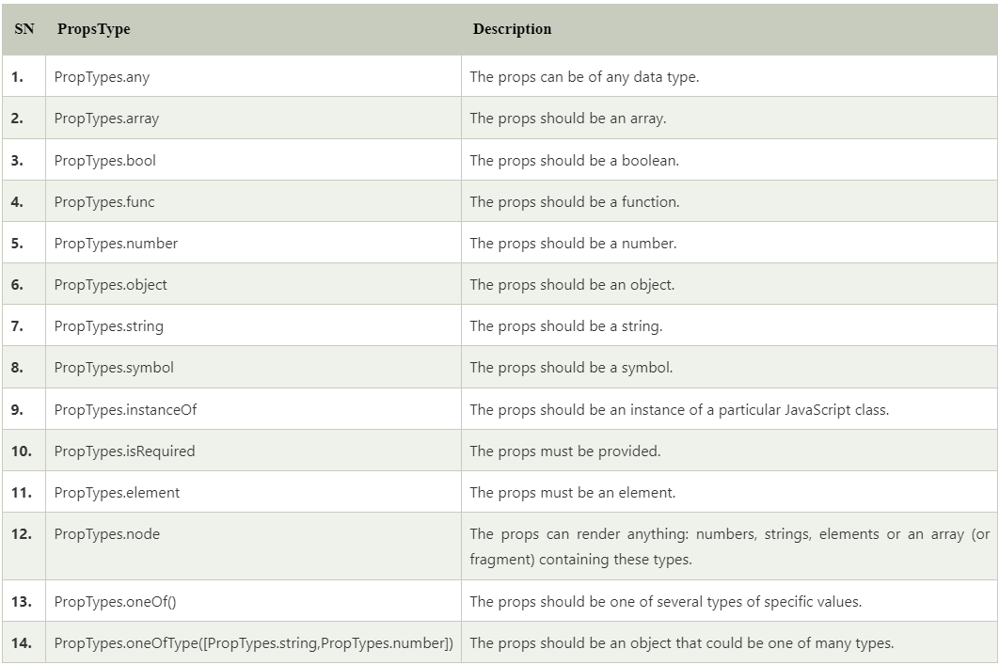 SN PropsType Description
1. PropTypes.any The props can be of any data type.
2. PropTypes.array The props should be an array.
3. PropTypes.bool The props should be a boolean.
4. PropTypes.func The props should be a function.
5. PropTypes.number The props should be a number.
6. PropTypes.object The props should be an object.
7. PropTypes.string The props should be a string.
8. PropTypes.symbol The props should be a symbol.
9. PropTypes.instanceOf The props should be an instance of a particular JavaScript class.
10. PropTypes.isRequired The props must be provided.
11. PropTypes.element The props must be an element.
12. PropTypes.node The props can render anything: numbers, strings, elements or an array (or
fragment) containing these types.
13. PropTypes.oneOf() The props should be one of several types of specific values.
14. PropTypes.oneOfType([PropTypes.string,PropTypes.number]) The props should be an object that could be one of many types.